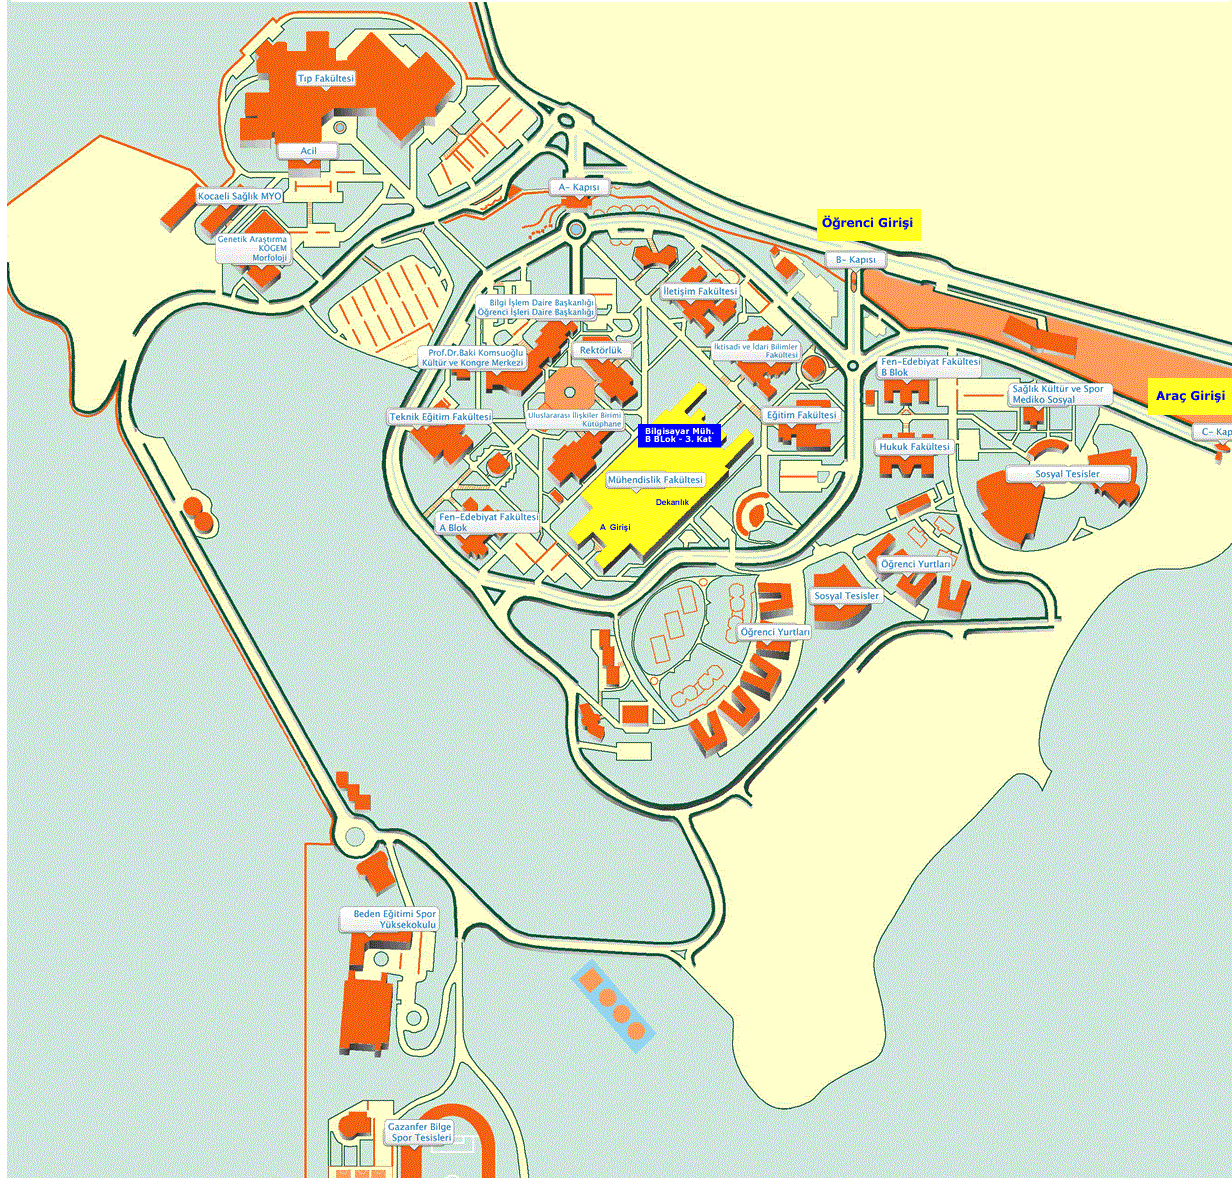 Tıp Fakültesi
Acil
Kocaeli Sağlık MYO
A- Kapısı
Öğrenci Girişi
Genetik Araştırma
KÖGEM
Morfoloji
B- Kapısı
İletişim Fakültesi
Bilgi İşlem Daire Başkanlığı
Öğrenci İşleri Daire Başkanlığı
Prof.Dr.Baki Komsuoğlu
Kültür ve Kongre Merkezi
Rektörlük
İktisadi ve İdari Bilimler
Fakültesi
Fen-Edebiyat Fakültesi
B Blok
Sağlık Kültür ve Spor
Mediko Sosyal
Araç Girişi
Teknik Eğitim Fakültesi
Uluslararası İlişkiler Birimi
Kütüphane
Eğitim Fakültesi
Bilgisayar Müh.
B BLok - 3. Kat
C- Kap
Hukuk Fakültesi
Mühendislik Fakültesi
Sosyal Tesisler
Dekanlık
Fen-Edebiyat Fakültesi
A Blok
A Girişi
Öğrenci Yurtları
Sosyal Tesisler
Öğrenci Yurtları
Beden Eğitimi Spor
Yüksekokulu
Gazanfer Bilge
Spor Tesisleri